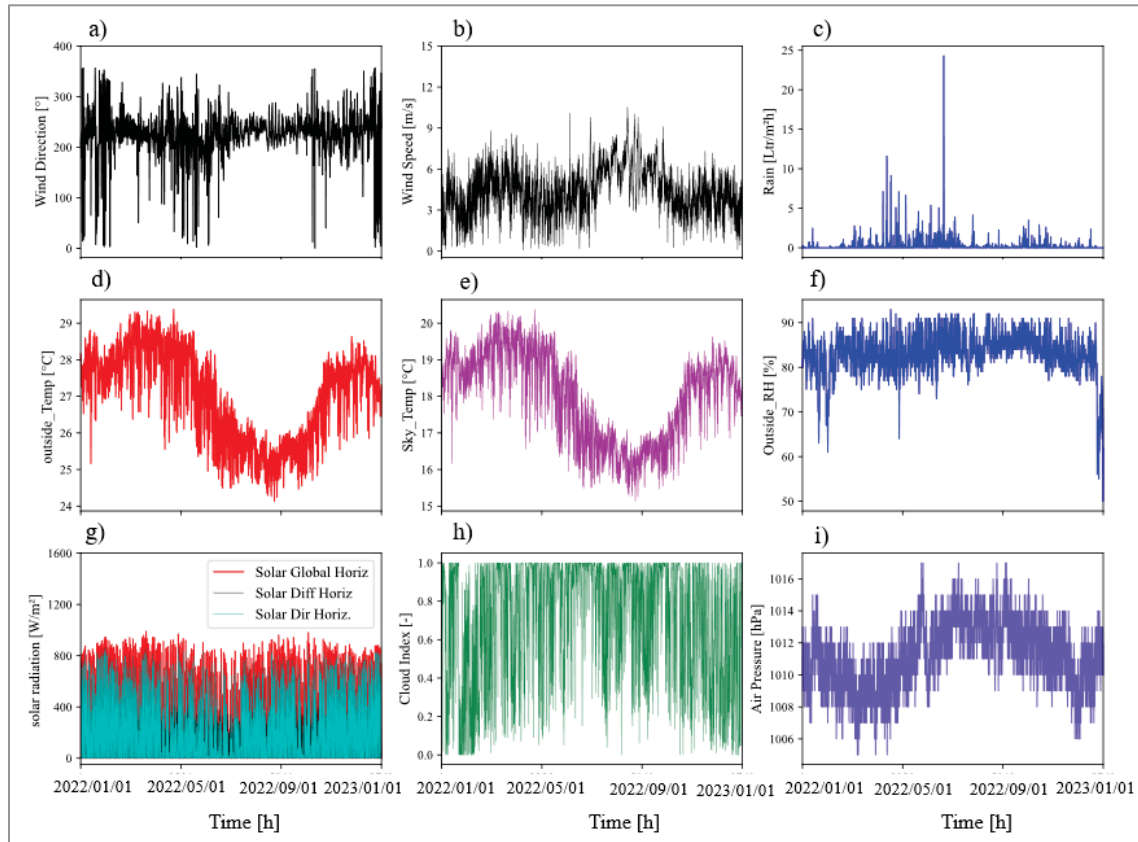 a)
b)
c)
400
300
200
100
0
Wind Direction [°]
15
12
9
6
3
0
Wind Speed [m/s]
25
20
15
10
5
0
Rain [Ltr/m²h]
d)
e)
f)
29
28
27
26
25
24
outside_Temp [°C]
20
19
18
17
16
15
Sky_Temp [°C]
90
80
70
60
50
Outside_RH [%]
g)
h)
i)
1600
1200
800
400
0
solar radiation [W/m²]
Solar Global Horiz
Solar Diff Horiz
Solar Dir Horiz.
1.0
0.8
0.6
0.4
0.2
0.0
Cloud Index [-]
1016
1014
1012
1010
1008
1006
Air Pressure [hPa]
2022/01/01 2022/05/01 2022/09/01 2023/01/01
2022/01/01 2022/05/01 2022/09/01 2023/01/01
2022/01/01 2022/05/01 2022/09/01 2023/01/01
Time [h]
Time [h]
Time [h]